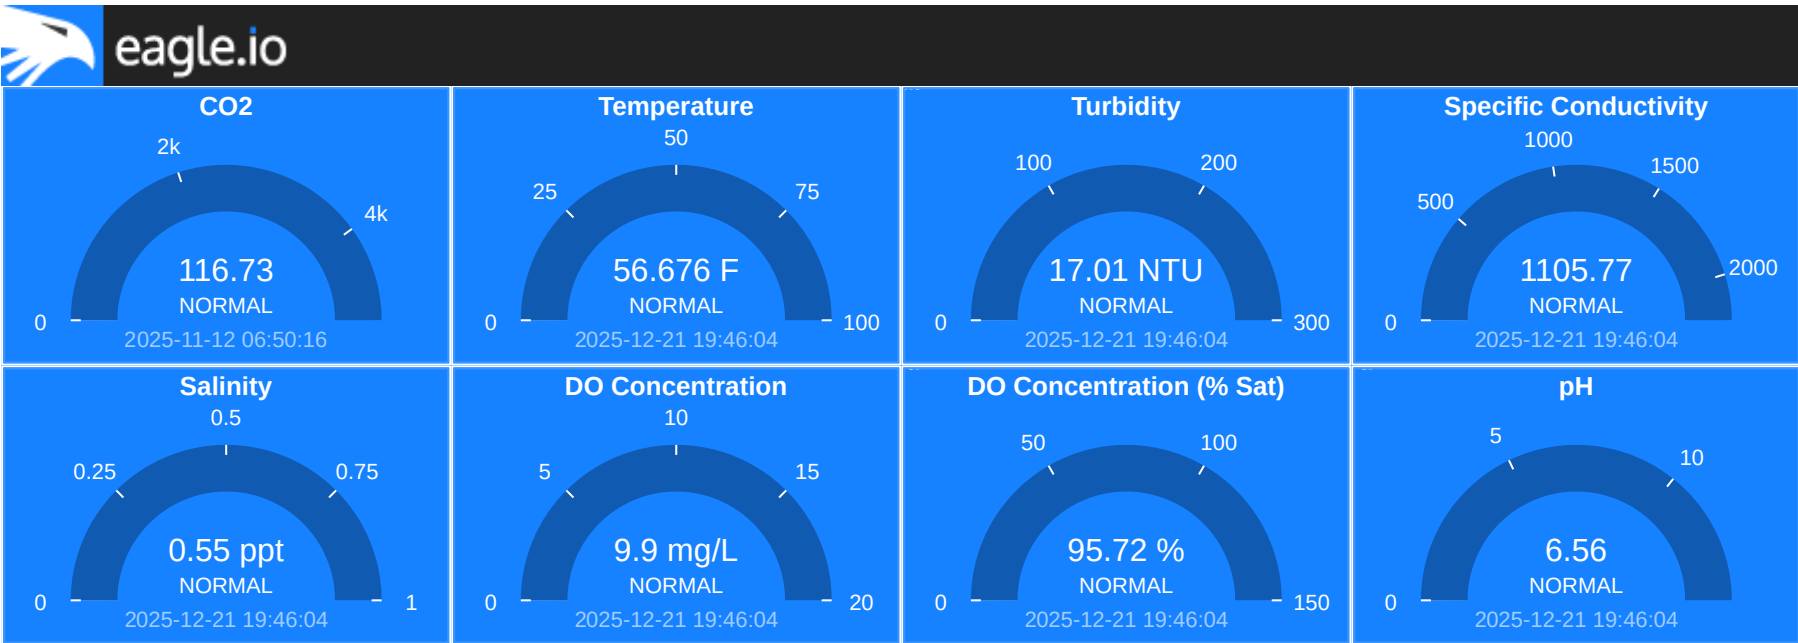 eagle.io
CO2
2k
4k
0
116.73
NORMAL
2025-11-12 06:50:16
Temperature
50
25
75
0
100
56.676 F
NORMAL
2025-12-21 19:46:04
Turbidity
100
200
0
300
17.01 NTU
NORMAL
2025-12-21 19:46:04
Specific Conductivity
1000
1500
500
2000
0
1105.77
NORMAL
2025-12-21 19:46:04
Salinity
0.5
0.25
0.75
0
1
0.55 ppt
NORMAL
2025-12-21 19:46:04
DO Concentration
10
5
15
0
20
9.9 mg/L
NORMAL
2025-12-21 19:46:04
DO Concentration (% Sat)
50
100
0
150
95.72 %
NORMAL
2025-12-21 19:46:04
pH
5
10
0
6.56
NORMAL
2025-12-21 19:46:04